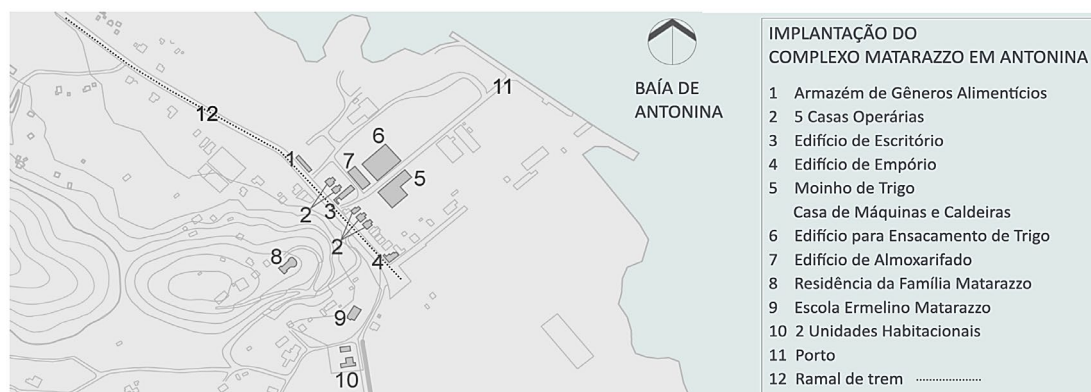 12
11
BAÍA DE
ANTONINA
6
1
7
5
2
3
2
8
4
9
10
IMPLANTAÇÃO DO
COMPLEXO MATARAZZO EM ANTONINA
1 Armazém de Gêneros Alimentícios
2 5 Casas Operárias
3 Edifício de Escritório
4 Edifício de Empório
5 Moinho de Trigo
Casa de Máquinas e Caldeiras
6 Edifício para Ensacamento de Trigo
7 Edifício de Almoxarifado
8 Residência da Família Matarazzo
9 Escola Ermelino Matarazzo
10 2 Unidades Habitacionais
11 Porto
12 Ramal de trem